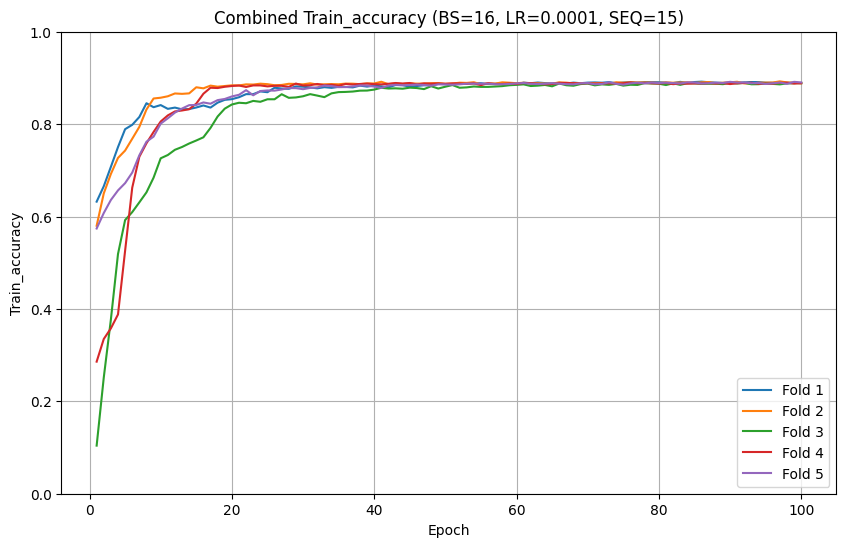 Combined Train_accuracy (BS=16, LR=0.0001, SEQ=15)
Train_accuracy
1.0
0.8
0.6
0.4
0.2
0.0
0
20
40
60
80
100
Epoch
Fold 1
Fold 2
Fold 3
Fold 4
Fold 5